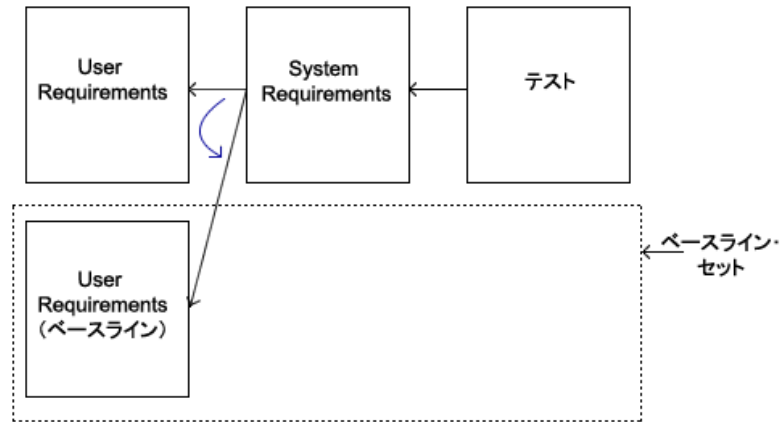 User
Requirements
System
Requirements
テスト
User
Requirements
（ベースライン）
ベースライン・
セット